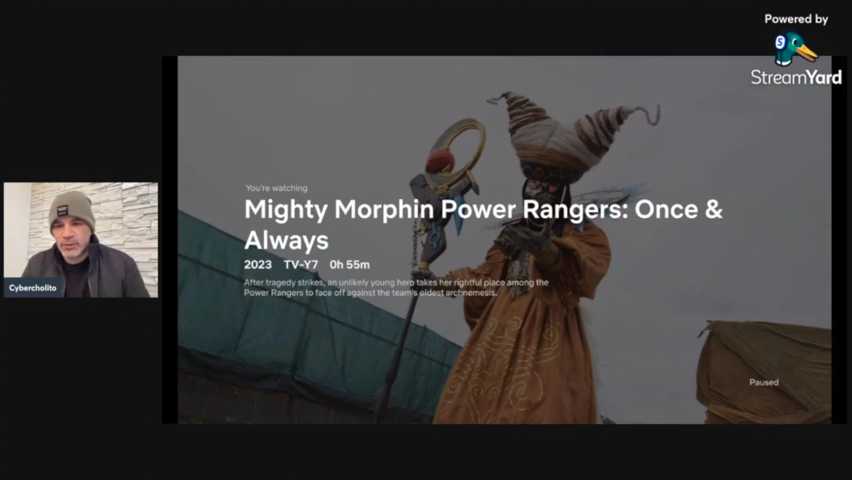 Powered by
S
StreamYard
You're watching
Mighty Morphin Power Rangers: Once &
Always
2023 TV-Y7 0h 55m
After tragedy strikes, an unlikely young hero takes her rightful place among the
Power Rangers to face off against the team's oldest archnemesis.
Cybercholito
Paused